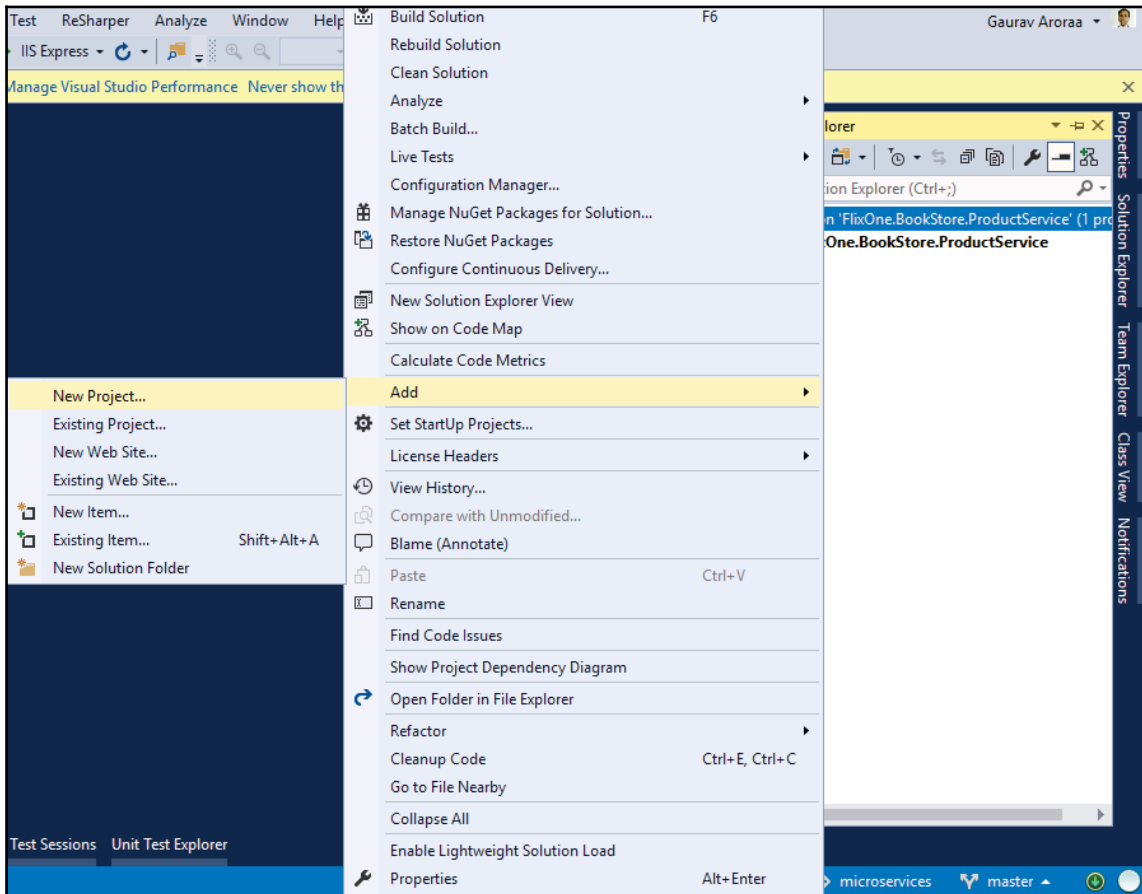 Test ReSharper Analyze Window Help
Gaurav Aroraa
IIS Express
Manage Visual Studio Performance Never show th
Build Solution F6
Rebuild Solution
Clean Solution
Analyze
Batch Build...
Live Tests
Configuration Manager...
Manage NuGet Packages for Solution...
Restore NuGet Packages
Configure Continuous Delivery...
New Solution Explorer View
Show on Code Map
Calculate Code Metrics
Add
Set StartUp Projects...
License Headers
View History...
Compare with Unmodified...
Blame (Annotate)
Paste Ctrl+V
Rename
Find Code Issues
Show Project Dependency Diagram
Open Folder in File Explorer
Refactor
Cleanup Code Ctrl+E, Ctrl+C
Go to File Nearby
Collapse All
Enable Lightweight Solution Load
Properties Alt+Enter
New Project...
Existing Project...
New Web Site...
Existing Web Site...
New Item...
Existing Item... Shift+Alt+A
New Solution Folder
lorer
ion Explorer (Ctrl+;)
n 'FlixOne.BookStore.ProductService' (1 pro
xOne.BookStore.ProductService
Properties
Solution Explorer
Team Explorer
Class View
Notifications
Test Sessions Unit Test Explorer
microservices master